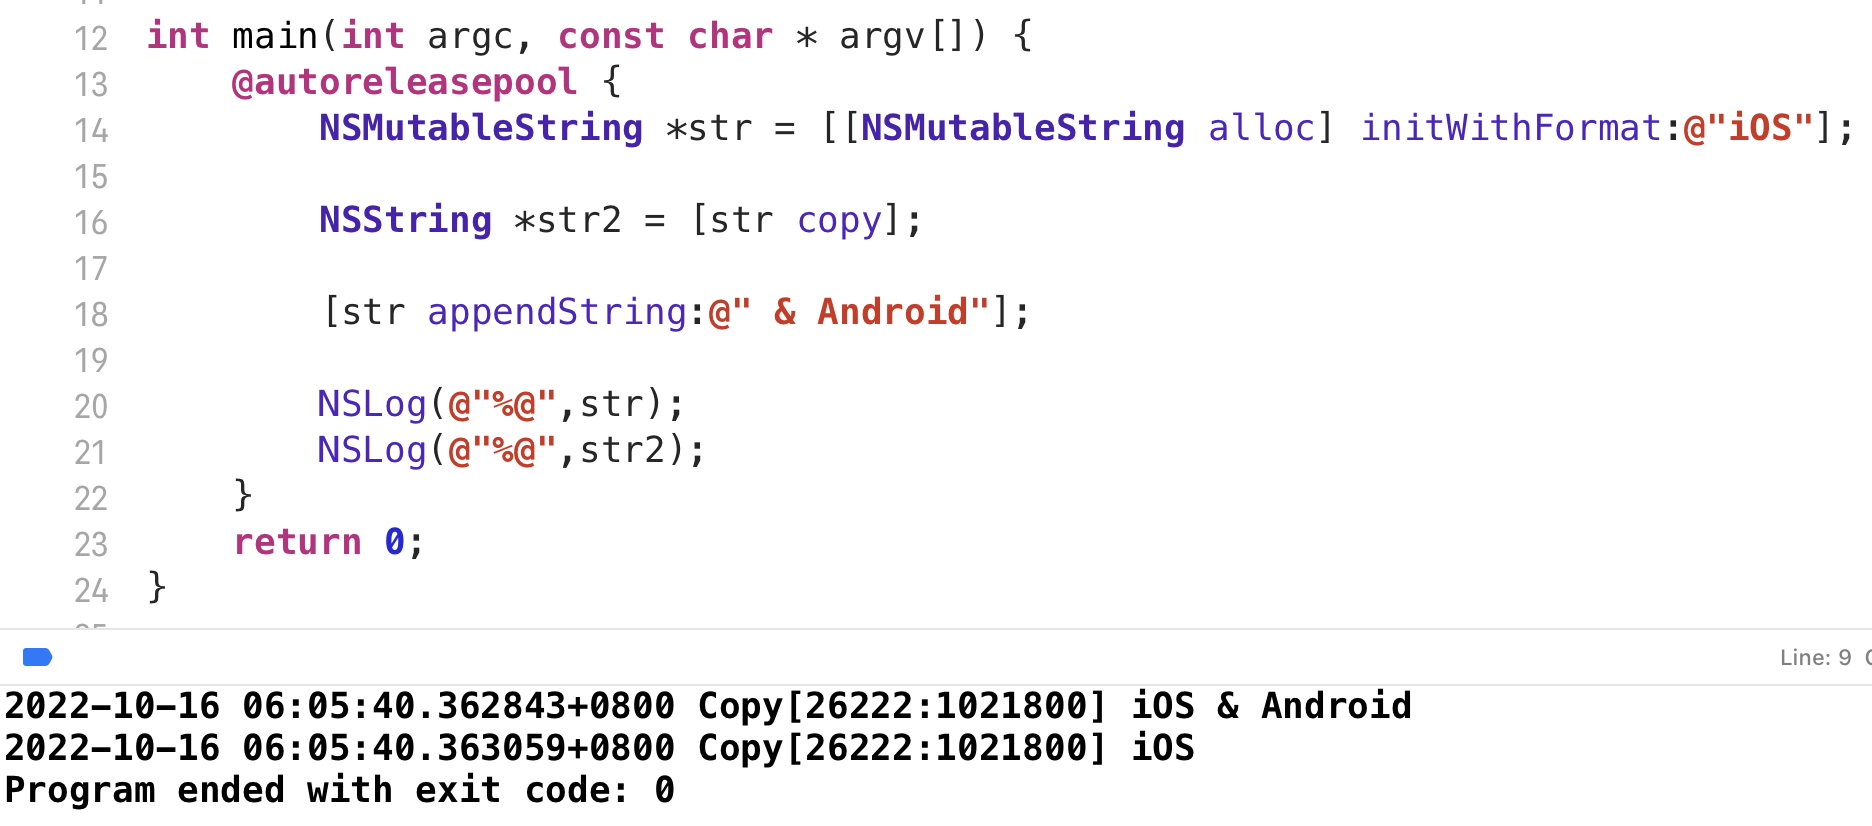 12 int main(int argc, const char * argv[]) {
13     @autoreleasepool {
14         NSMutableString *str = [[NSMutableString alloc] initWithFormat:@"iOS"];
15
16         NSString *str2 = [str copy];
17
18         [str appendString:@" & Android"];
19
20         NSLog(@"%@",str);
21         NSLog(@"%@",str2);
22     }
23     return 0;
24 }
Line: 9
2022-10-16 06:05:40.362843+0800 Copy[26222:1021800] iOS & Android
2022-10-16 06:05:40.363059+0800 Copy[26222:1021800] iOS
Program ended with exit code: 0